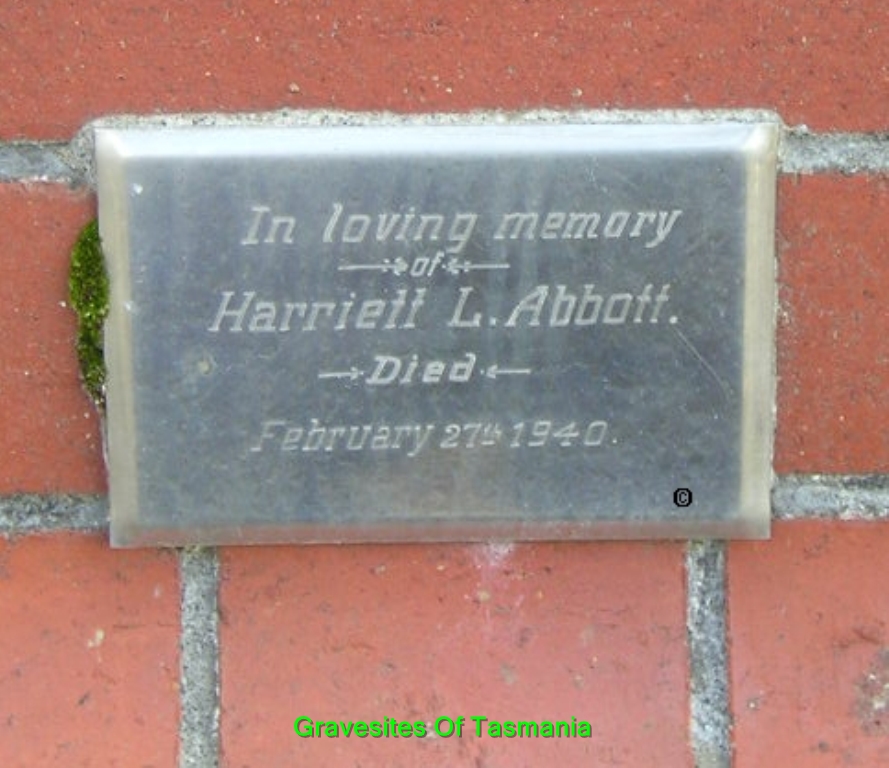 In loving memory
of
Harriett L. Abbott.
Died
February 27th 1940.
©
Gravesites Of Tasmania